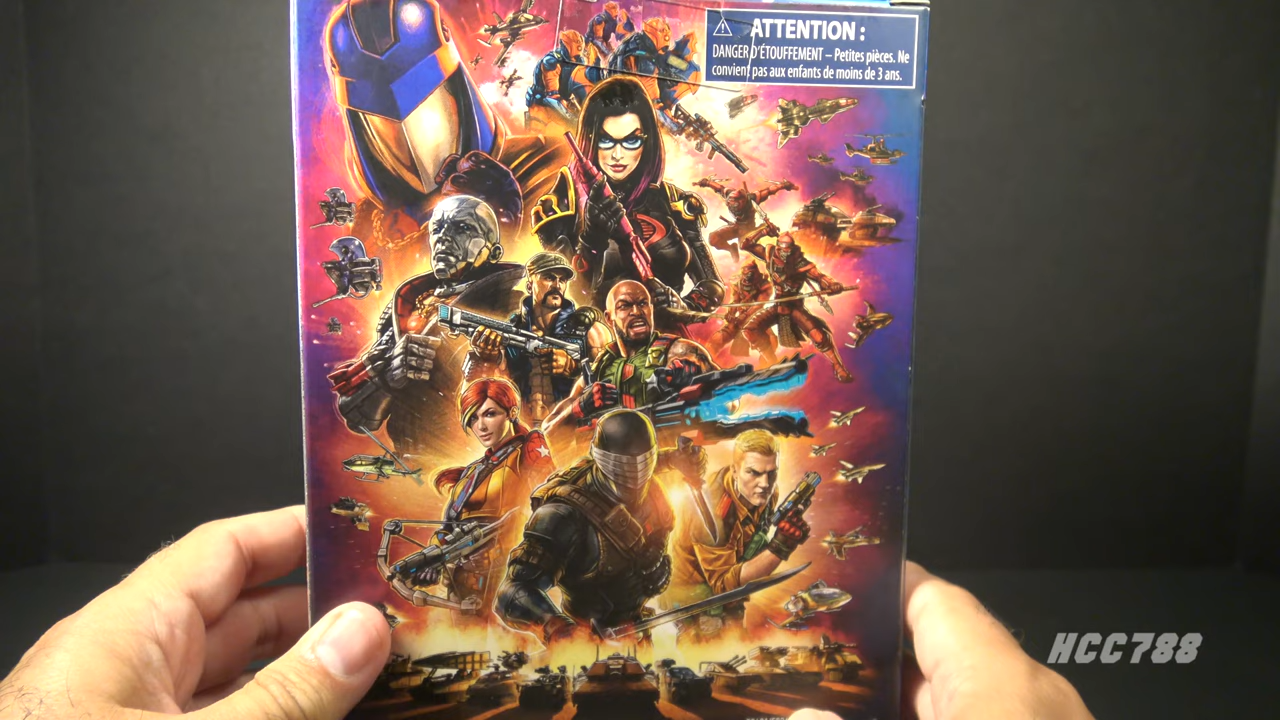 ATTENTION :
DANGER D'ÉTOUFFEMENT – Petites pièces. Ne
convient pas aux enfants de moins de 3 ans.
HCC788